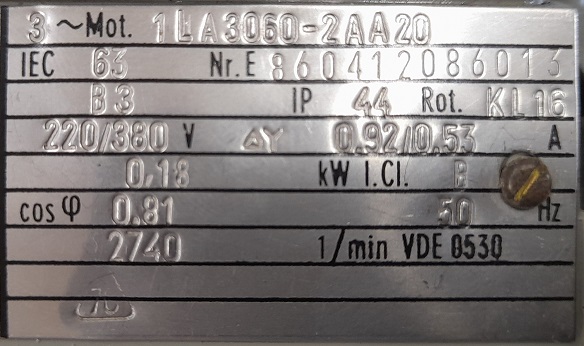 3 ~Mot. 1LA3060-2AA20
IEC 63 Nr. E 860412086013
B3 IP 44 Rot. KL16
220/380 V ΔY 0.92/0.53 A
0,18 kW I.Cl. B
cos φ 0.81 50 Hz
2740 1/min VDE 0530